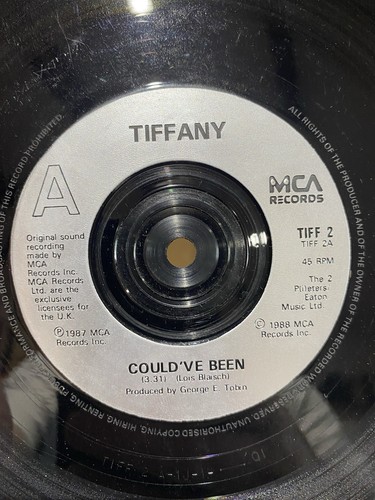 TIFFANY
A
MCA
RECORDS
TIFF 2
TIFF 2A
45 RPM
The 2
Pileters:
Eaton
Music Ltd.
Original sound
recording
made by
MCA
Records Inc.
MCA Records
Ltd. are the
exclusive
licensees for
the U.K.
Ⓟ 1987 MCA
Records Inc.
© 1988 MCA
Records Inc.
COULD'VE BEEN
(3.31) (Lois Blaisch)
Produced by George E. Tobin
ALL RIGHTS OF THE PRODUCER AND OF THE OWNER OF THE RECORDED WORK RESERVED. UNAUTHORISED COPYING, HIRING, RENTING, PUBLIC PERFORMANCE AND BROADCASTING OF THIS RECORD PROHIBITED.